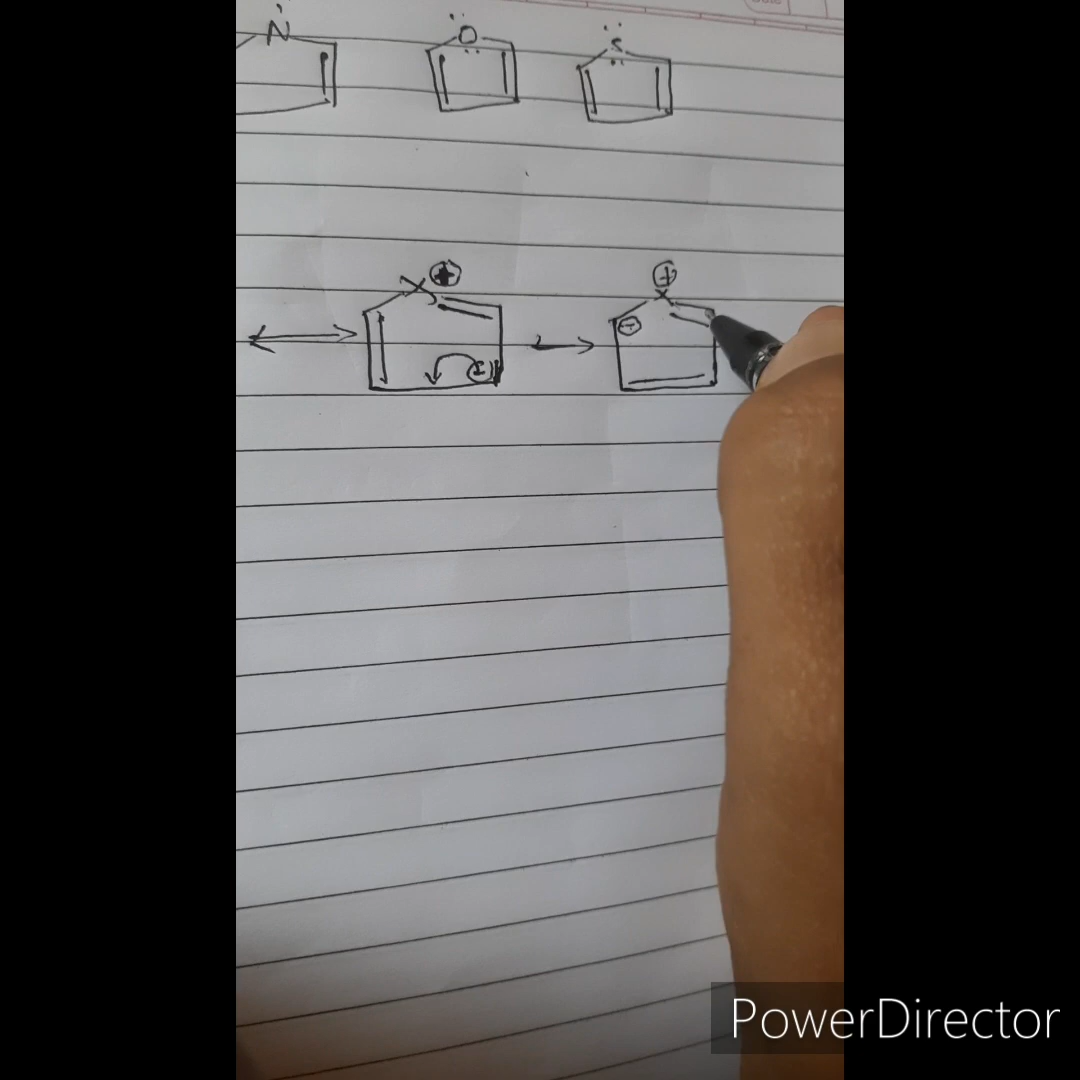 N O S
X + X +
- -
PowerDirector